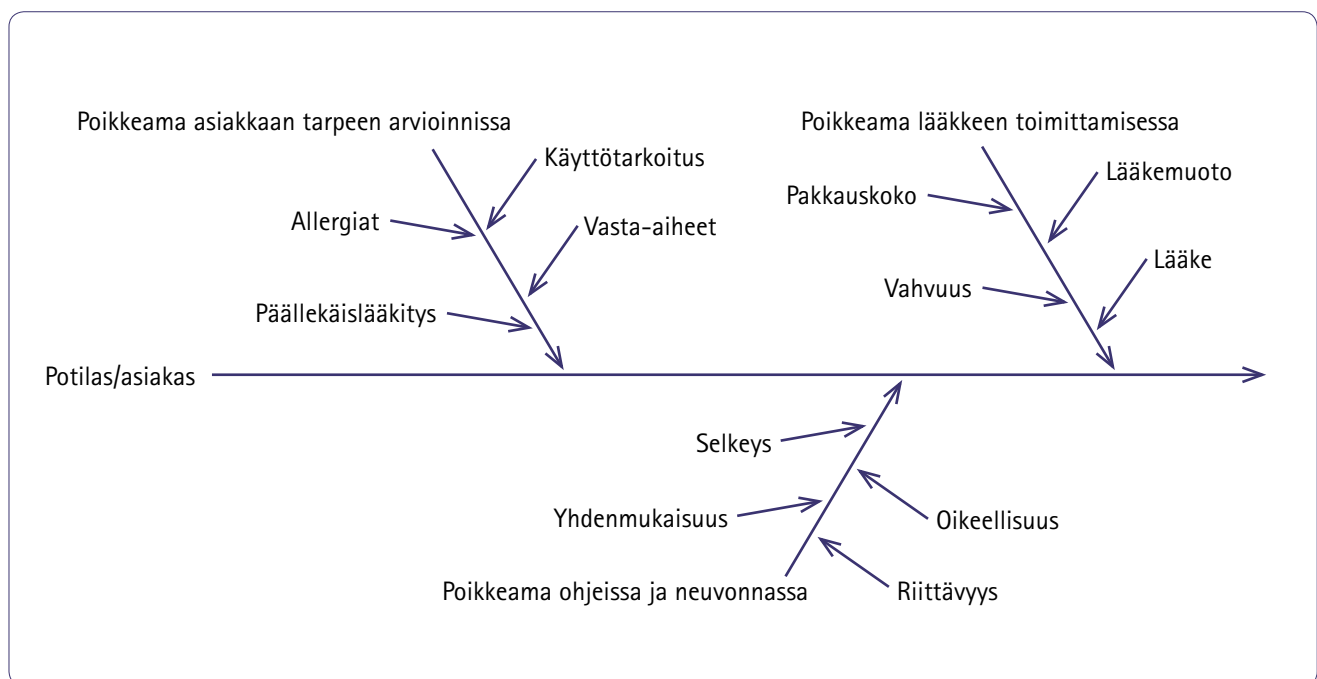 Poikkeama asiakkaan tarpeen arvioinnissa
Poikkeama lääkkeen toimittamisessa
Käyttötarkoitus
Lääkemuoto
Pakkauskoko
Allergiat
Vasta-aiheet
Lääke
Vahvuus
Päällekäislääkitys
Potilas/asiakas
Selkeys
Yhdenmukaisuus
Oikeellisuus
Poikkeama ohjeissa ja neuvonnassa
Riittävyys